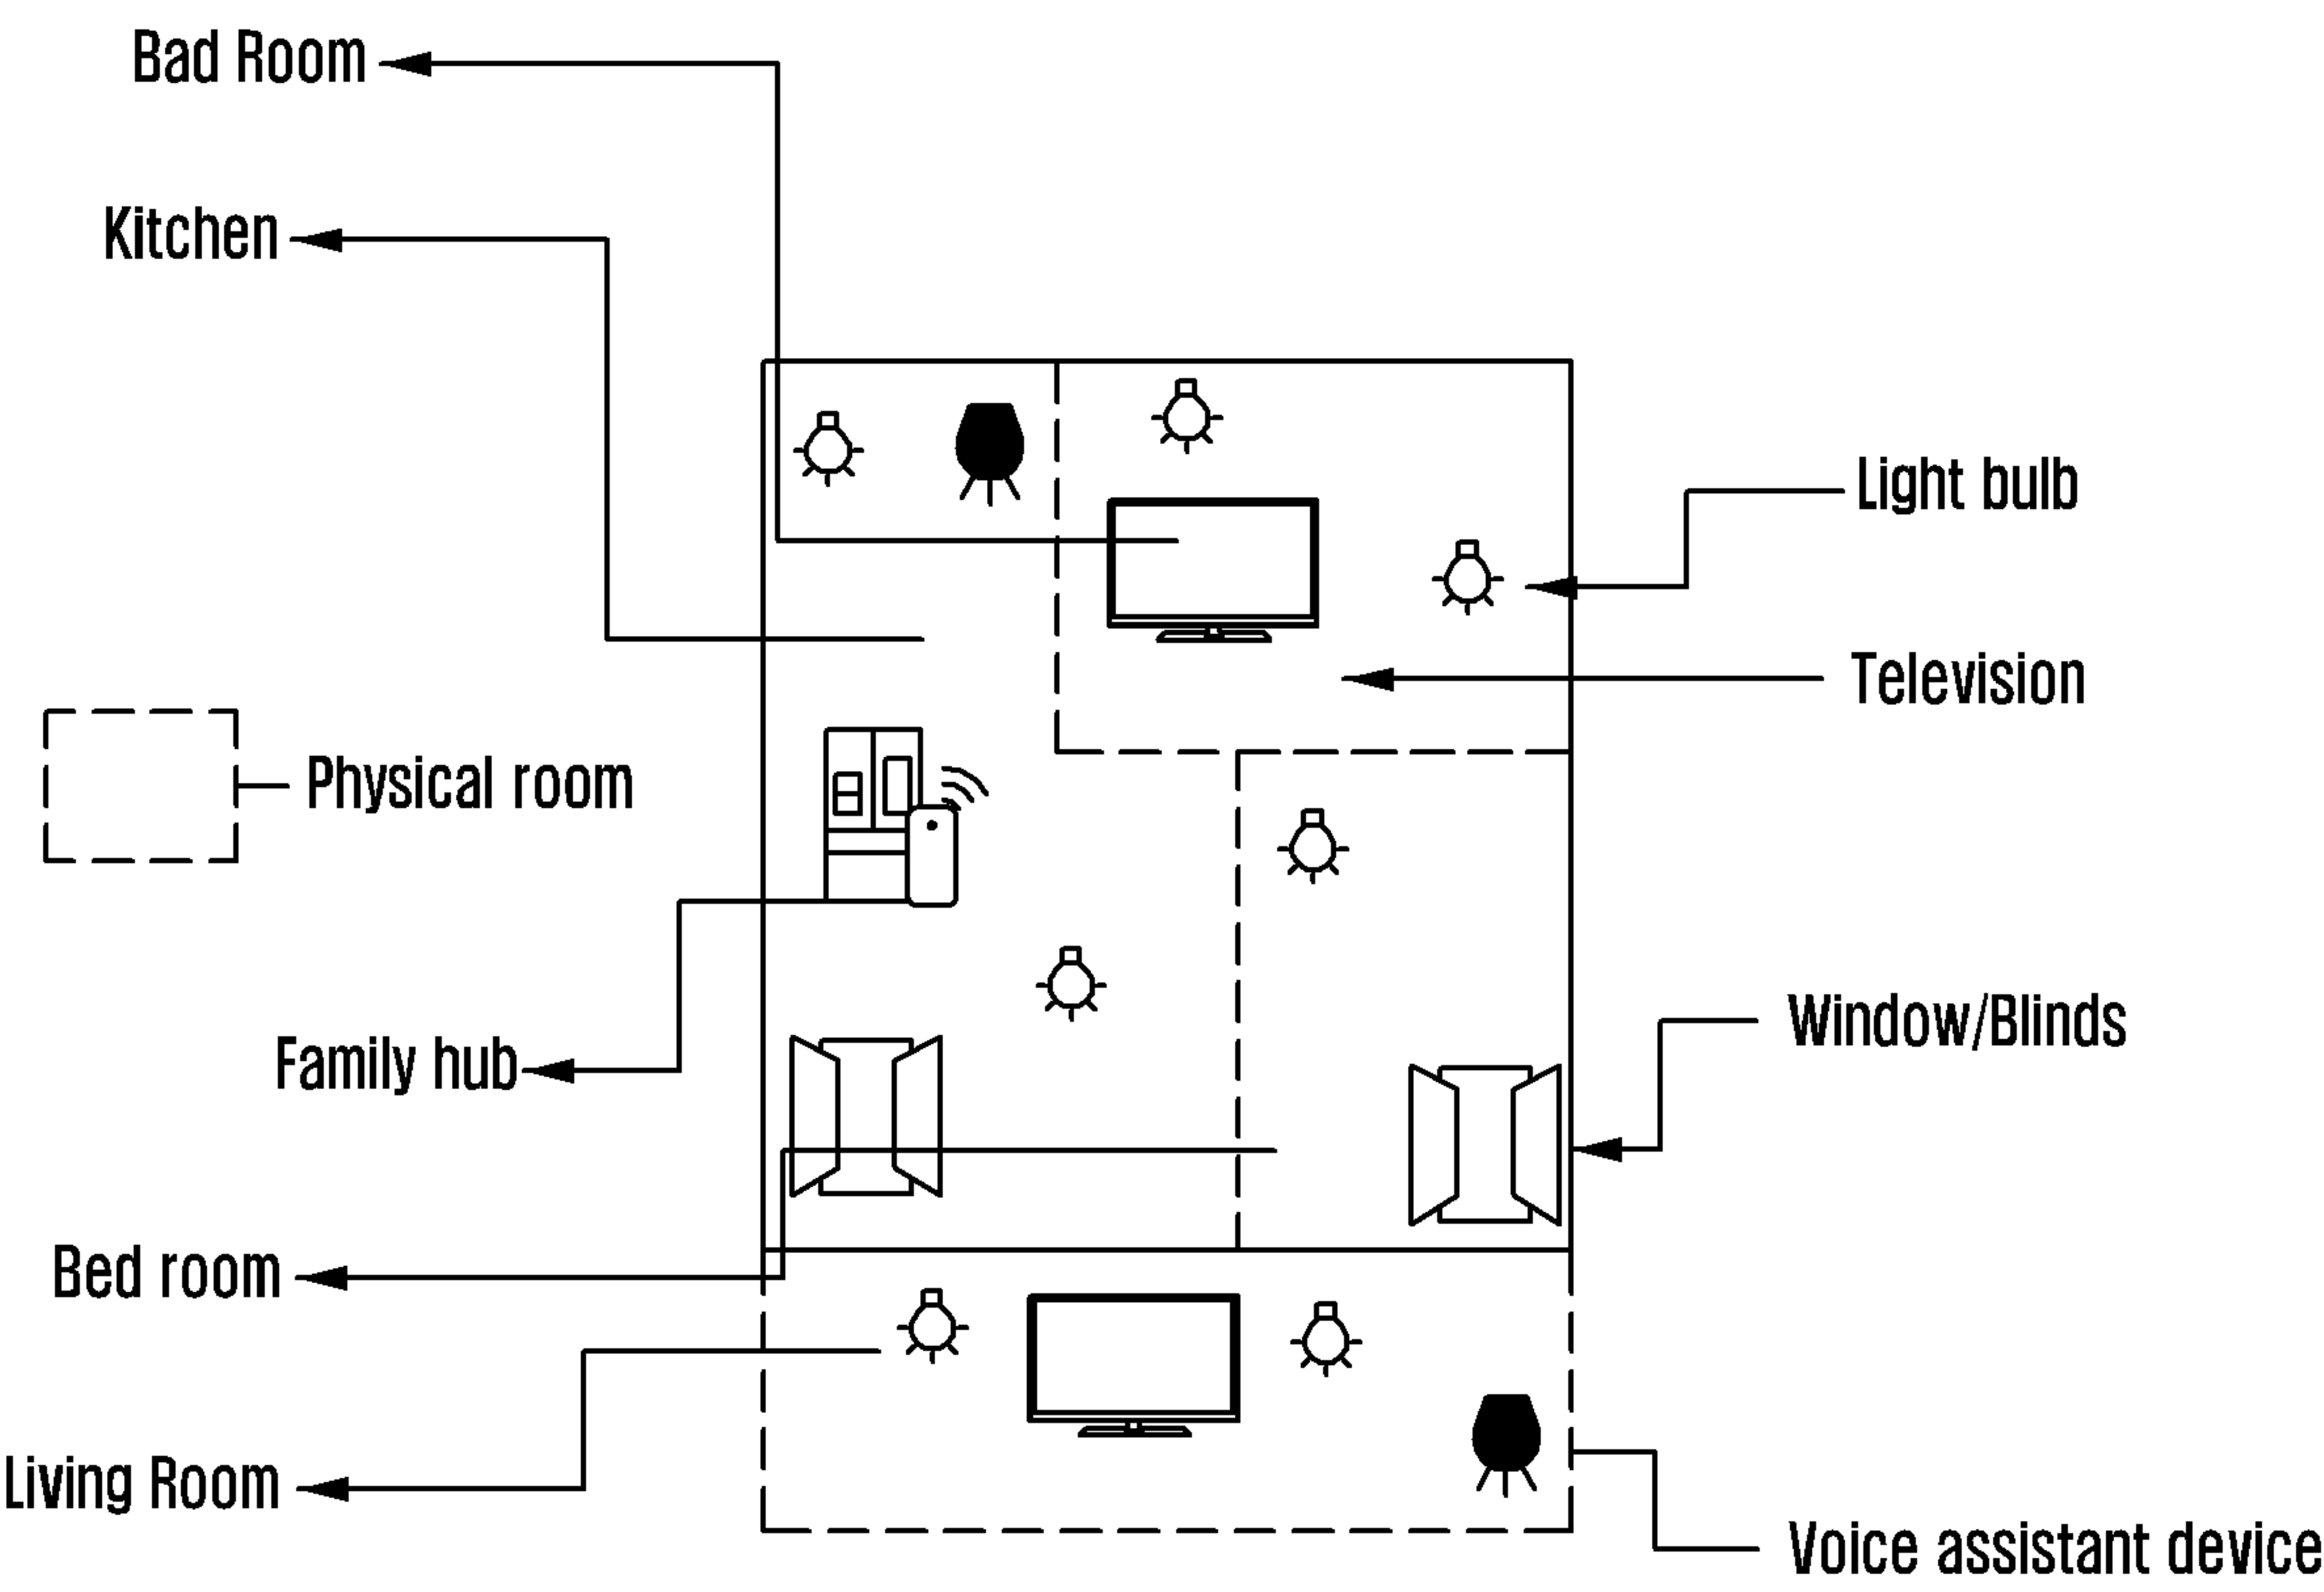 Bad Room
Kitchen
Light bulb
Television
Physical room
Window/Blinds
Family hub
Bed room
Living Room
Voice assistant device